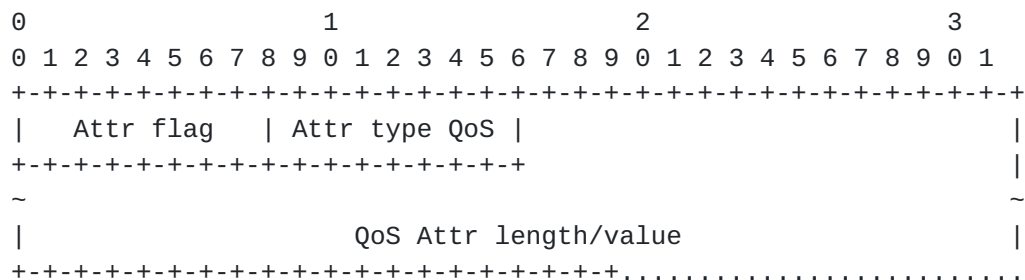 0                   1                   2                   3
0 1 2 3 4 5 6 7 8 9 0 1 2 3 4 5 6 7 8 9 0 1 2 3 4 5 6 7 8 9 0 1
+-+-+-+-+-+-+-+-+-+-+-+-+-+-+-+-+-+-+-+-+-+-+-+-+-+-+-+-+-+-+-+-+
|   Attr flag   | Attr type QoS |                               |
+-+-+-+-+-+-+-+-+-+-+-+-+-+-+-+-+                               |
~                                                               ~
|                     QoS Attr length/value                     |
+-+-+-+-+-+-+-+-+-+-+-+-+-+-+-+-+-+-+-+..........................